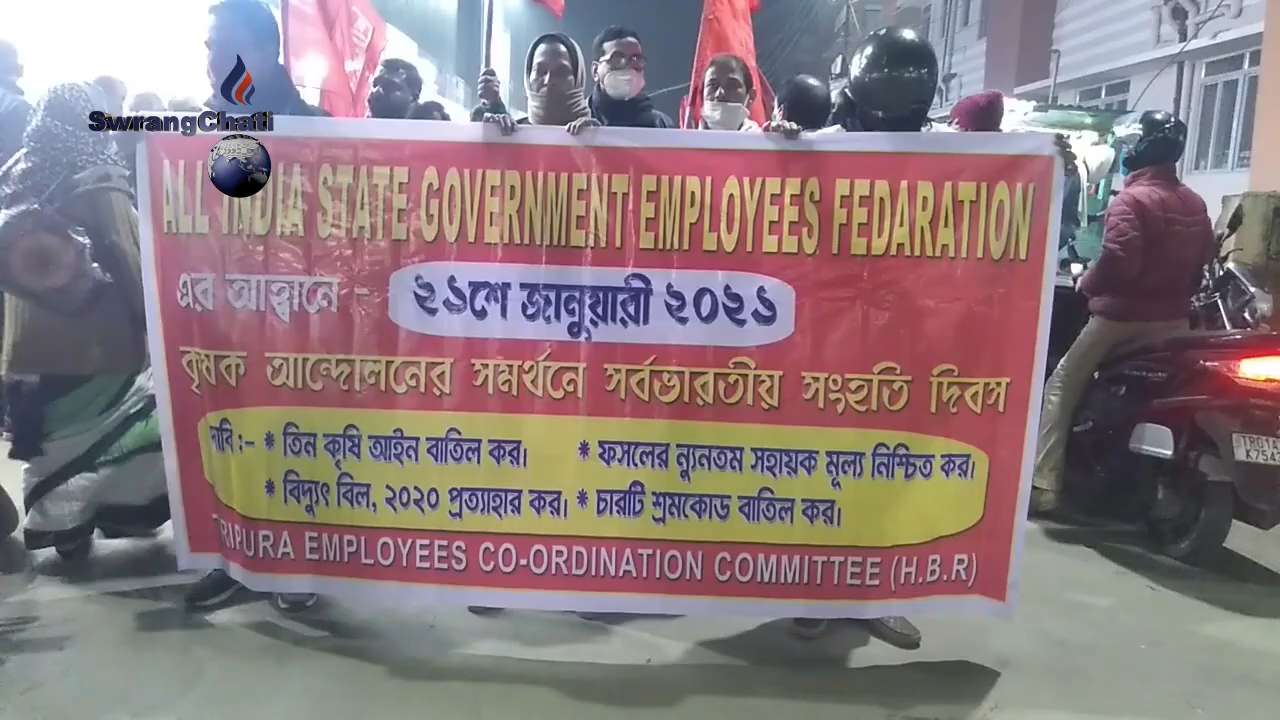 SwrangChati
ALL INDIA STATE GOVERNMENT EMPLOYEES FEDARATION
এর আহ্বানে - ২১শে জানুয়ারী ২০২১
কৃষক আন্দোলনের সমর্থনে সর্বভারতীয় সংহতি দিবস
দাবি :- * তিন কৃষি আইন বাতিল কর। * ফসলের ন্যুনতম সহায়ক মূল্য নিশ্চিত কর।
* বিদ্যুৎ বিল, ২০২০ প্রত্যাহার কর। * চারটি শ্রমকোড বাতিল কর।
TRIPURA EMPLOYEES CO-ORDINATION COMMITTEE (H.B.R)